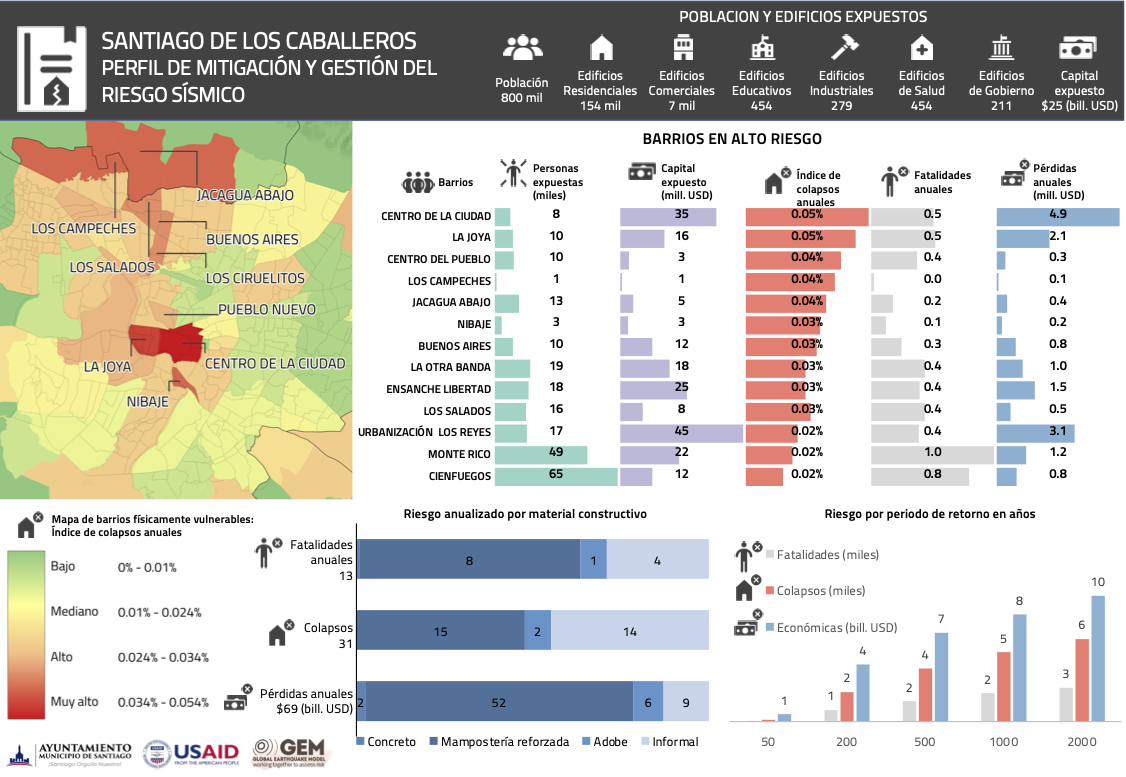 SANTIAGO DE LOS CABALLEROS
PERFIL DE MITIGACIÓN Y GESTIÓN DEL
RIESGO SÍSMICO
POBLACION Y EDIFICIOS EXPUESTOS
Población
800 mil
Edificios
Residenciales
154 mil
Edificios
Comerciales
7 mil
Edificios
Educativos
454
Edificios
Industriales
279
Edificios
de Salud
454
Edificios
de Gobierno
211
Capital
expuesto
$25 (bill. USD)
JACAGUA ABAJO
LOS CAMPECHES
BUENOS AIRES
LOS SALADOS
LOS CIRUELITOS
PUEBLO NUEVO
LA JOYA
CENTRO DE LA CIUDAD
NIBAJE
BARRIOS EN ALTO RIESGO
Barrios
Personas
expuestas
(miles)
Capital
expuesto
(mill. USD)
Índice de
colapsos
anuales
Fatalidades
anuales
Pérdidas
anuales
(mill. USD)
CENTRO DE LA CIUDAD 8 35 0.05% 0.5 4.9
LA JOYA 10 16 0.05% 0.5 2.1
CENTRO DEL PUEBLO 10 3 0.04% 0.4 0.3
LOS CAMPECHES 1 1 0.04% 0.0 0.1
JACAGUA ABAJO 13 5 0.04% 0.2 0.4
NIBAJE 3 3 0.03% 0.1 0.2
BUENOS AIRES 10 12 0.03% 0.3 0.8
LA OTRA BANDA 19 18 0.03% 0.4 1.0
ENSANCHE LIBERTAD 18 25 0.03% 0.4 1.5
LOS SALADOS 16 8 0.03% 0.4 0.5
URBANIZACIÓN LOS REYES 17 45 0.02% 0.4 3.1
MONTE RICO 49 22 0.02% 1.0 1.2
CIENFUEGOS 65 12 0.02% 0.8 0.8
Mapa de barrios físicamente vulnerables:
Índice de colapsos anuales
Bajo 0% - 0.01%
Mediano 0.01% - 0.024%
Alto 0.024% - 0.034%
Muy alto 0.034% - 0.054%
AYUNTAMIENTO
MUNICIPIO DE SANTIAGO
¡Santiago Orgullo Nuestro!
USAID
FROM THE AMERICAN PEOPLE
GEM
GLOBAL EARTHQUAKE MODEL
working together to assess risk
Riesgo anualizado por material constructivo
Fatalidades
anuales
13
8 1 4
Colapsos
31
15 2 14
Pérdidas anuales
$69 (bill. USD)
2 52 6 9
Concreto Mampostería reforzada Adobe Informal
Riesgo por periodo de retorno en años
Fatalidades (miles)
Colapsos (miles)
Económicas (bill. USD)
1
1 2 4
2 4 7
2 5 8
3 6 10
50 200 500 1000 2000